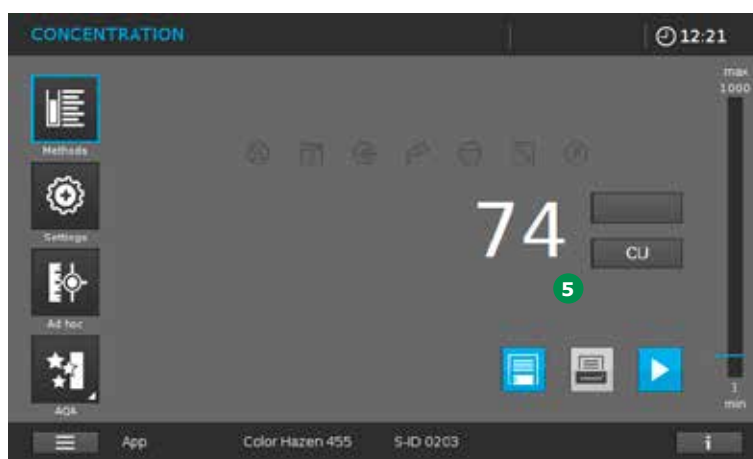 CONCENTRATION
12:21
max
1000
Methods
Settings
74
CU
5
Ad hoc
AQA
1
min
App
Color Hazen 455
S-ID 0203
i